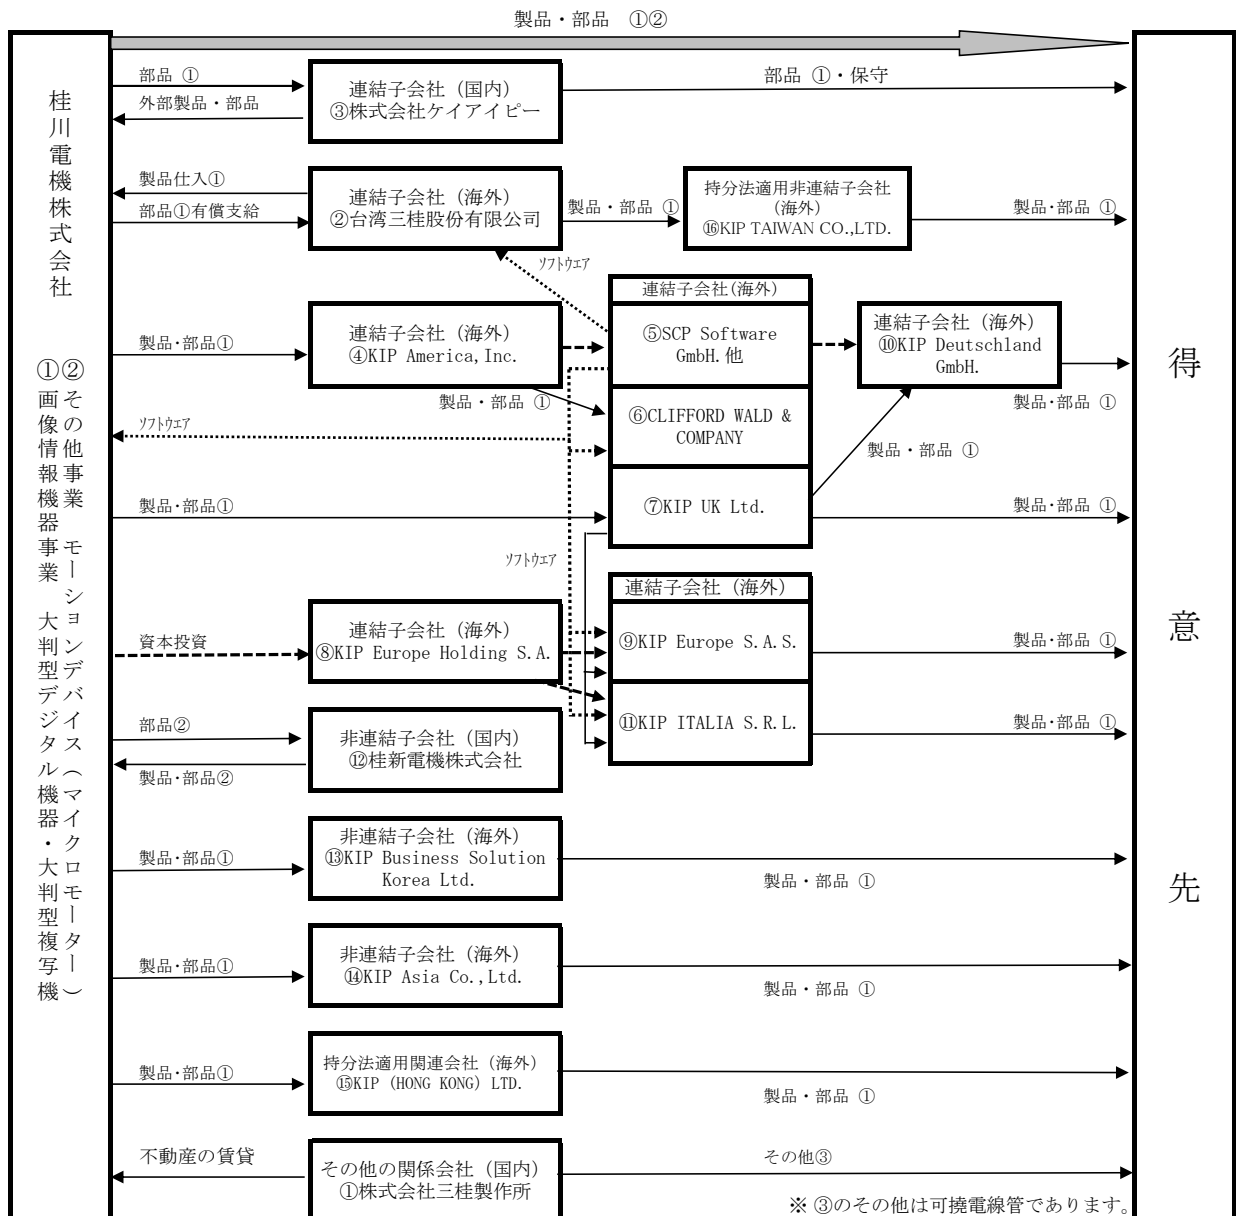 製品・部品 ①②
桂川電機株式会社
①画像情報機器事業 大判型デジタル機器・大判型複写機
②その他事業 モーションデバイス(マイクロモーター)
部品 ①
外部製品・部品
連結子会社(国内)
③株式会社ケイアイピー
部品 ①・保守
製品仕入①
部品①有償支給
連結子会社(海外)
②台湾三桂股份有限公司
製品・部品 ①
持分法適用非連結子会社
(海外)
⑯KIP TAIWAN CO.,LTD.
製品・部品 ①
ソフトウエア
製品・部品①
連結子会社(海外)
④KIP America,Inc.
製品・部品 ①
連結子会社(海外)
⑤SCP Software
GmbH.他
⑥CLIFFORD WALD &
COMPANY
⑦KIP UK Ltd.
連結子会社(海外)
⑩KIP Deutschland
GmbH.
製品・部品 ①
製品・部品 ①
ソフトウエア
製品・部品①
製品・部品 ①
ソフトウエア
資本投資
連結子会社(海外)
⑧KIP Europe Holding S.A.
連結子会社(海外)
⑨KIP Europe S.A.S.
⑪KIP ITALIA S.R.L.
製品・部品 ①
製品・部品 ①
部品②
製品・部品②
非連結子会社(国内)
⑫桂新電機株式会社
製品・部品①
非連結子会社(海外)
⑬KIP Business Solution
Korea Ltd.
製品・部品 ①
製品・部品①
非連結子会社(海外)
⑭KIP Asia Co.,Ltd.
製品・部品 ①
製品・部品①
持分法適用関連会社(海外)
⑮KIP (HONG KONG) LTD.
製品・部品 ①
不動産の賃貸
その他の関係会社(国内)
①株式会社三桂製作所
その他③
※ ③のその他は可撓電線管であります。
得意先